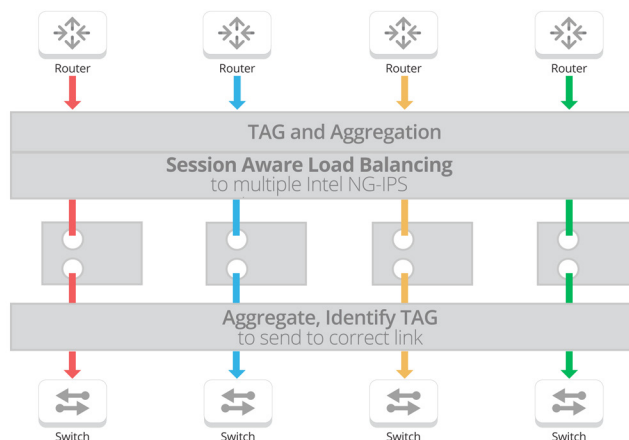 Router Router Router Router
TAG and Aggregation
Session Aware Load Balancing
to multiple Intel NG-IPS
Aggregate, Identify TAG
to send to correct link
Switch Switch Switch Switch